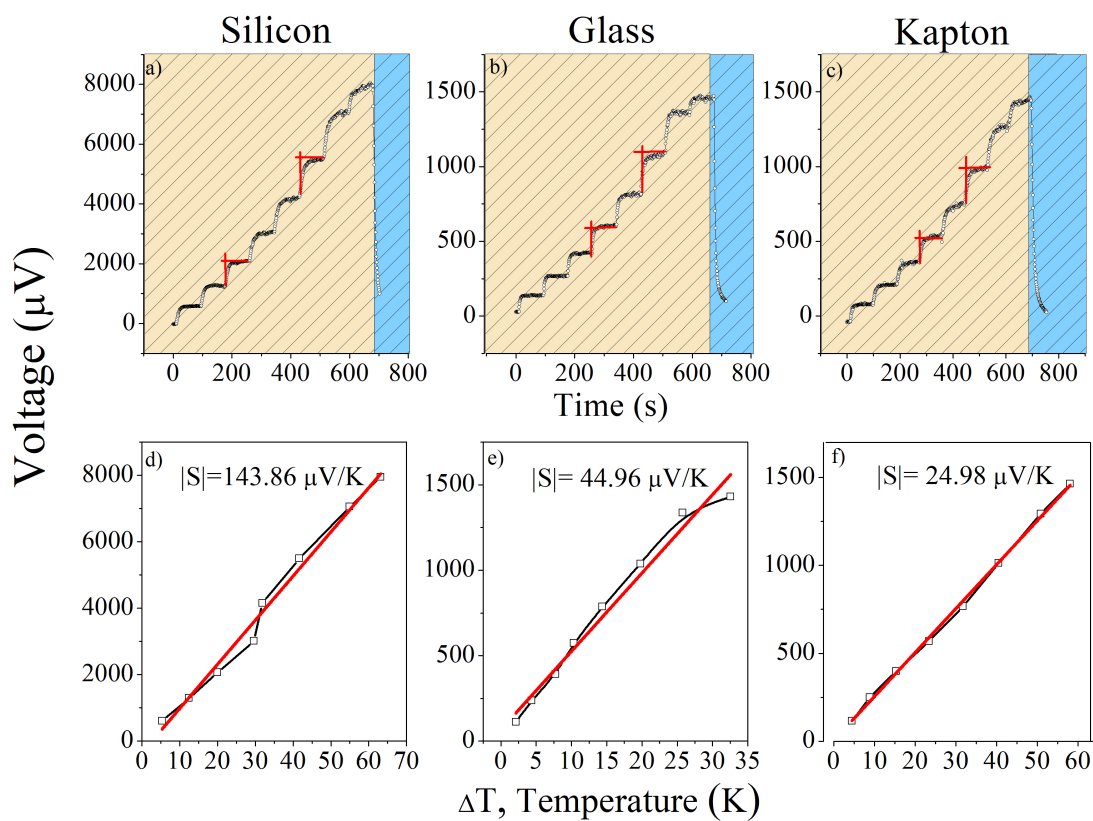 Silicon Glass Kapton
a) b) c)
8000 6000 4000 2000 0
1500 1000 500 0
1500 1000 500 0
0 200 400 600 800
0 200 400 600 800
0 200 400 600 800
Time (s)
Voltage (μV)
d) |S|=143.86 μV/K
e) |S|= 44.96 μV/K
f) |S|= 24.98 μV/K
8000 6000 4000 2000 0
1500 1000 500 0
1500 1000 500 0
0 10 20 30 40 50 60 70
0 5 10 15 20 25 30 35
0 10 20 30 40 50 60
ΔT, Temperature (K)